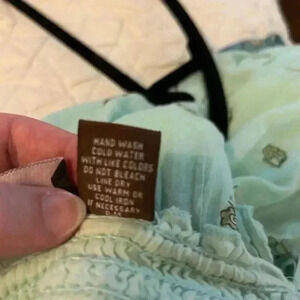 HAND WASH
COLD WATER
WITH LIKE COLORS
DO NOT BLEACH
LINE DRY
USE WARM OR
COOL IRON
IF NECESSARY